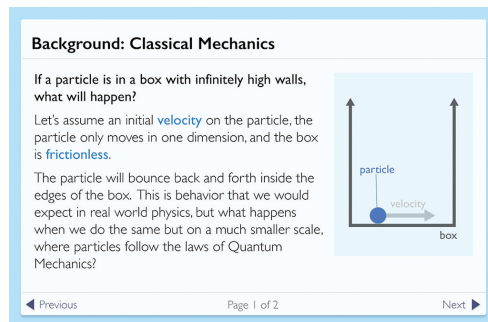 Background: Classical Mechanics
If a particle is in a box with infinitely high walls,
what will happen?
Let's assume an initial velocity on the particle, the
particle only moves in one dimension, and the box
is frictionless.
The particle will bounce back and forth inside the
edges of the box. This is behavior that we would
expect in real world physics, but what happens
when we do the same but on a much smaller scale,
where particles follow the laws of Quantum
Mechanics?
particle
velocity
box
Previous
Page 1 of 2
Next